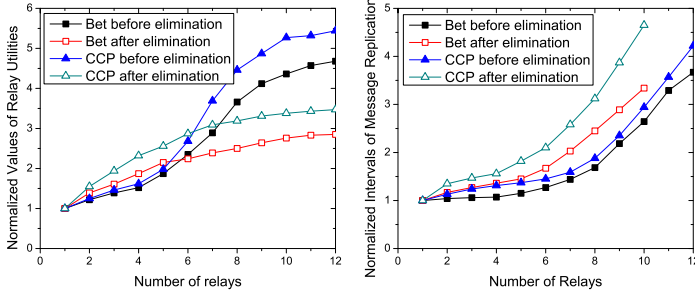 Normalized Values of Relay Utilities
6
5
4
3
2
1
0
Bet before elimination
Bet after elimination
CCP before elimination
CCP after elimination
0 2 4 6 8 10 12
Number of relays
Normalized Intervals of Message Replication
5
4
3
2
1
0
Bet before elimination
Bet after elimination
CCP before elimination
CCP after elimination
0 2 4 6 8 10 12
Number of Relays